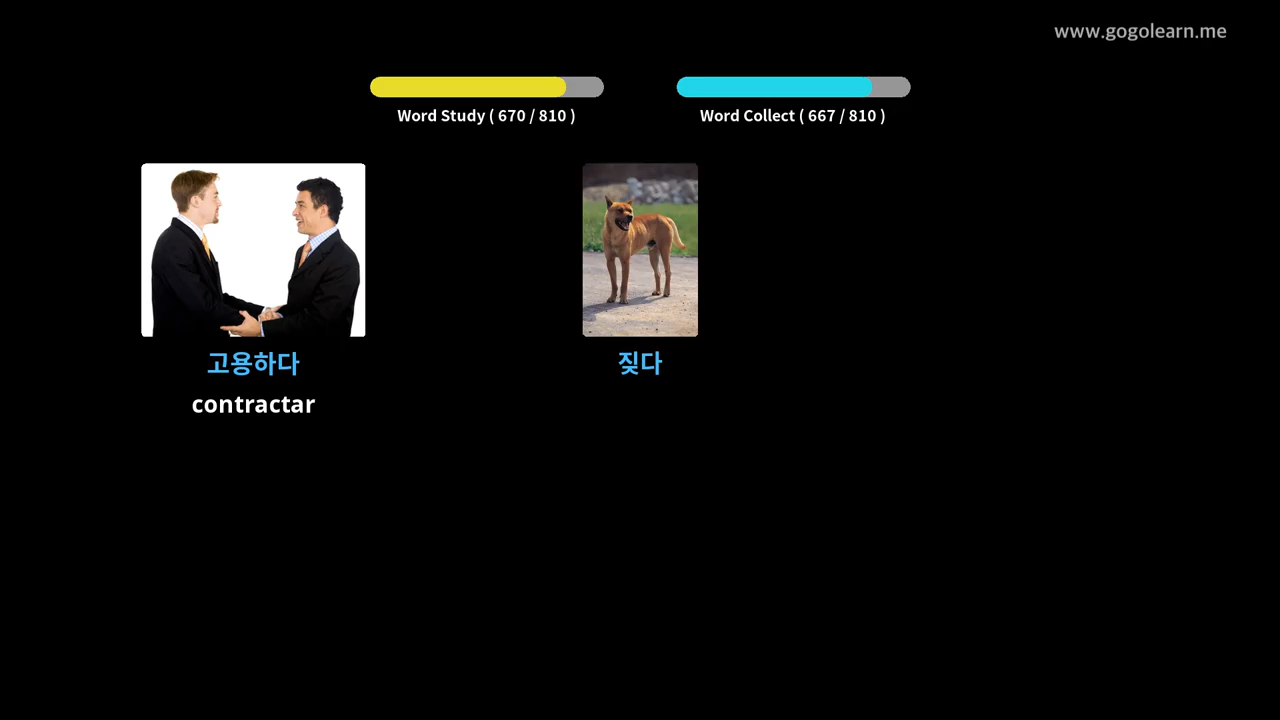 www.gogolearn.me
Word Study ( 670 / 810 )
Word Collect ( 667 / 810 )
고용하다
짖다
contractar